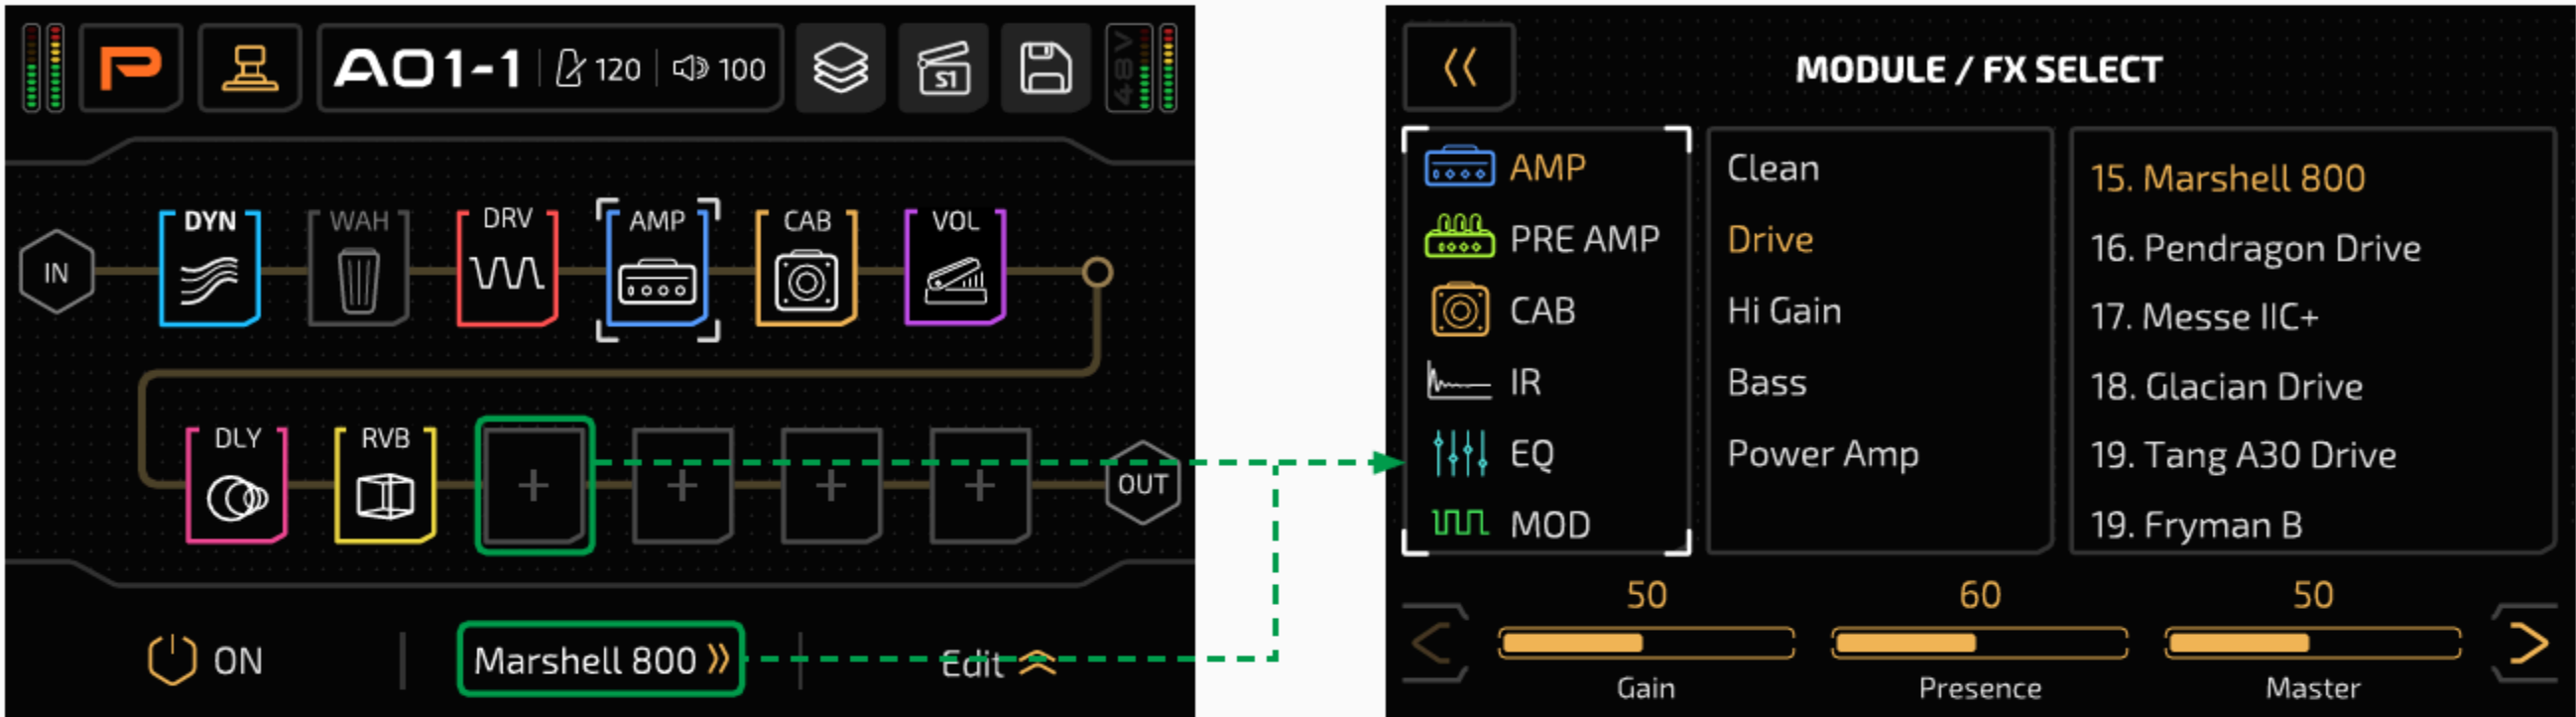 P A01-1 120 100 S1 48V
DYN WAH DRV AMP CAB VOL
IN
DLY RVB
+ + + + OUT
ON Marshell 800 Edit
MODULE / FX SELECT
AMP
PRE AMP
CAB
IR
EQ
MOD
Clean
Drive
Hi Gain
Bass
Power Amp
15. Marshell 800
16. Pendragon Drive
17. Messe IIC+
18. Glacian Drive
19. Tang A30 Drive
19. Fryman B
50 60 50
Gain Presence Master